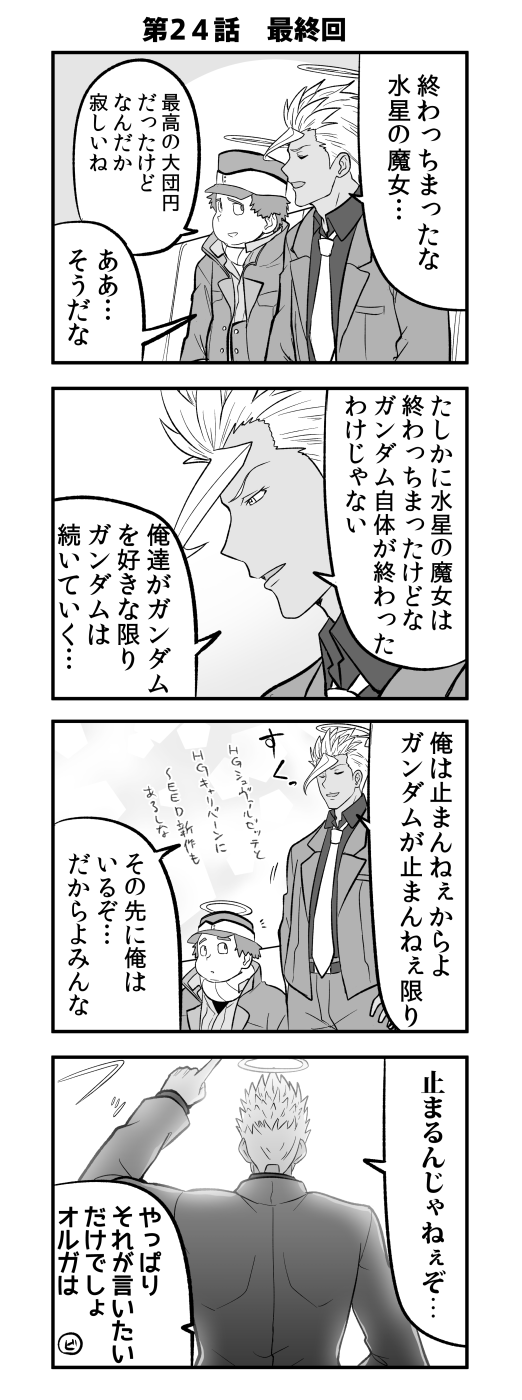 第24話　最終回
終わっちまったな
水星の魔女…
最高の大団円
だったけど
なんだか
寂しいね
ああ…
そうだな
たしかに水星の魔女は
終わっちまったけどな
ガンダム自体が終わった
わけじゃない
俺達がガンダム
を好きな限り
ガンダムは
続いていく…
俺は止まんねぇからよ
ガンダムが止まんねぇ限り
すくっ
HGシュヴァルゼッテと
HGキャリバーンに
SEED新作も
あるしな
その先に俺は
いるぞ…
だからよみんな
止まるんじゃねぇぞ…
やっぱり
それが言いたい
だけでしょ
オルガは
ビ